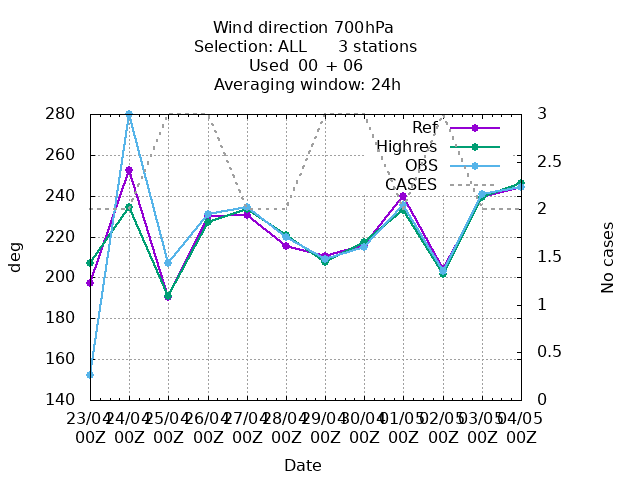 Wind direction 700hPa
Selection: ALL 3 stations
Used 00 + 06
Averaging window: 24h
280 3
Ref
Highres
260 2.5
OBS
CASES
240 2
220
deg No cases
1.5
200
180 1
160 0.5
140 0
23/04 24/04 25/04 26/04 27/04 28/04 29/04 30/04 01/05 02/05 03/05 04/05
00Z 00Z 00Z 00Z 00Z 00Z 00Z 00Z 00Z 00Z 00Z 00Z
Date